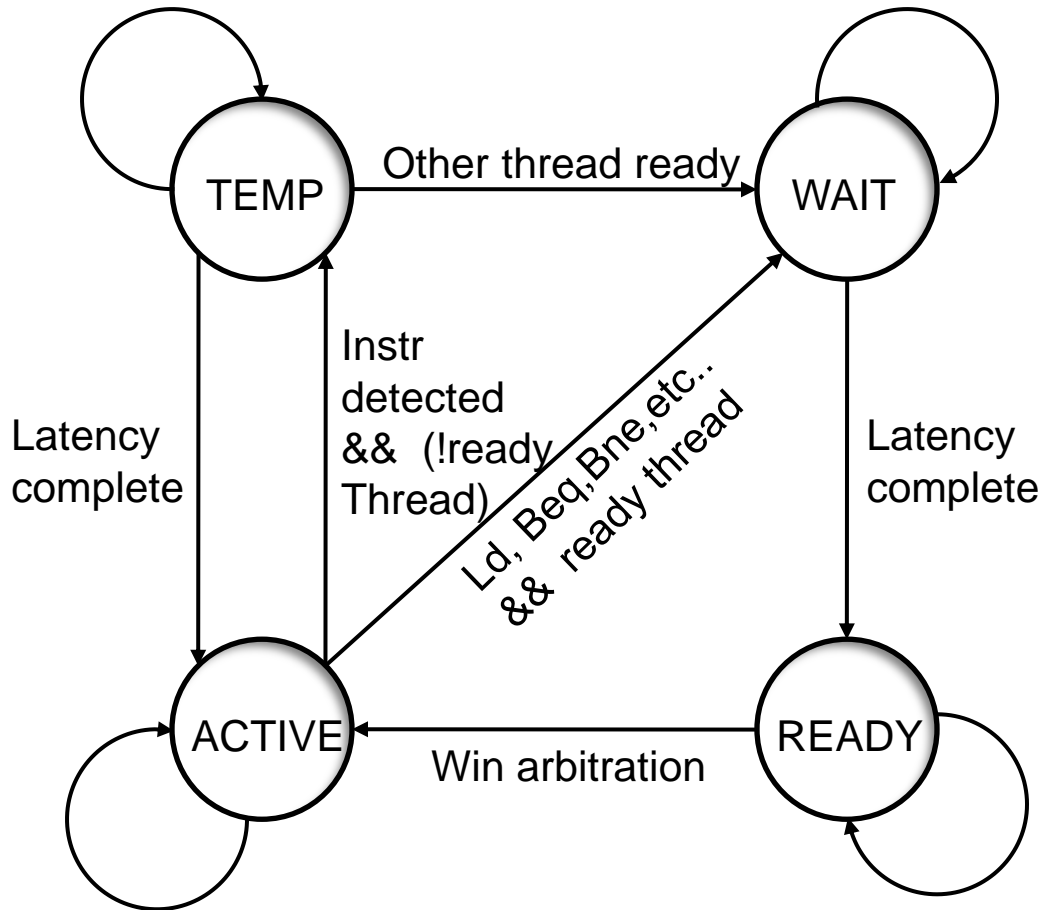 Other thread ready
TEMP
WAIT
Instr
detected
&& (!ready
Thread)
Ld, Beq,Bne,etc..
&& ready thread
Latency
complete
Latency
complete
ACTIVE
READY
Win arbitration